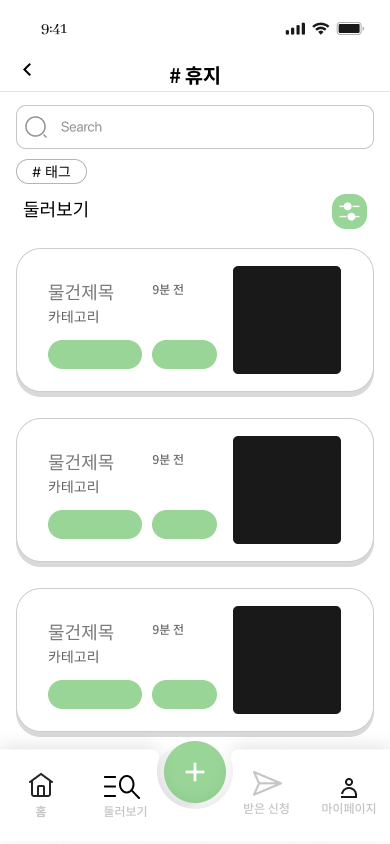 9:41
# 휴지
Search
# 태그
둘러보기
물건제목 9분 전
카테고리
물건제목 9분 전
카테고리
물건제목 9분 전
카테고리
홈 둘러보기 받은 신청 마이페이지